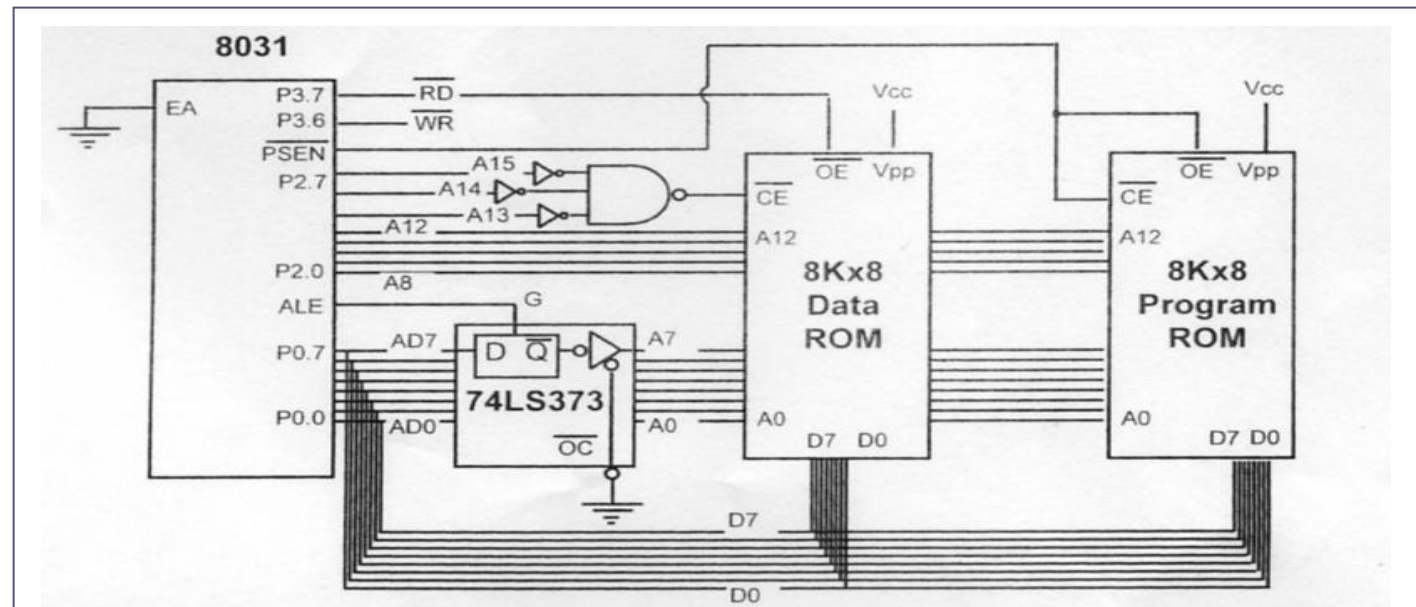 8031
EA
P3.7
RD
P3.6
WR
PSEN
P2.7
A15
A14
A13
A12
P2.0
A8
ALE
G
P0.7
AD7
D Q
A7
74LS373
P0.0
AD0
OC
A0
Vcc
OE Vpp
CE
A12
8Kx8
Data
ROM
A0
D7 D0
Vcc
OE Vpp
CE
A12
8Kx8
Program
ROM
A0
D7 D0
D7
D0